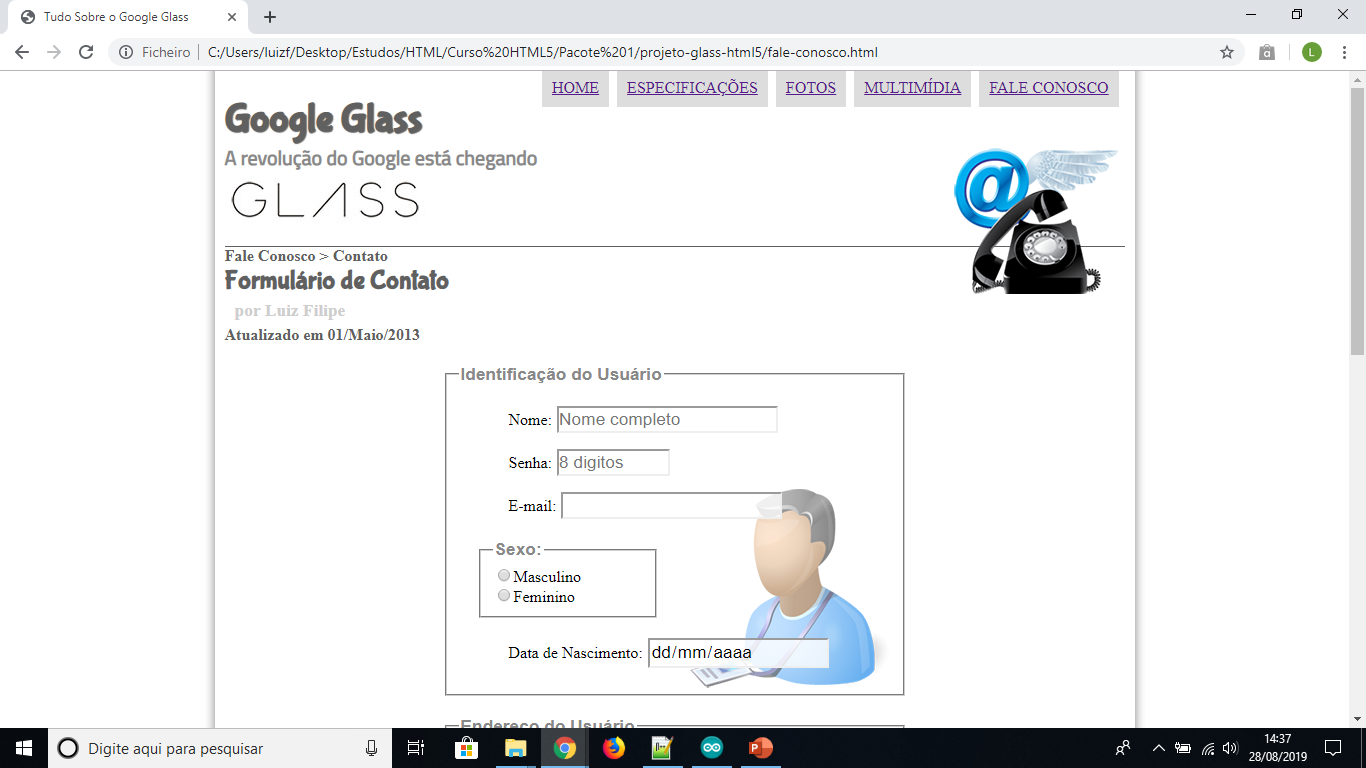 Tudo Sobre o Google Glass
Ficheiro | C:/Users/luizf/Desktop/Estudos/HTML/Curso%20HTML5/Pacote%201/projeto-glass-html5/fale-conosco.html
L
HOME ESPECIFICAÇÕES FOTOS MULTIMÍDIA FALE CONOSCO
Google Glass
A revolução do Google está chegando
GLASS
@
Fale Conosco > Contato
Formulário de Contato
por Luiz Filipe
Atualizado em 01/Maio/2013
Identificação do Usuário
Nome: Nome completo
Senha: 8 digitos
E-mail:
Sexo:
Masculino
Feminino
Data de Nascimento: dd/mm/aaaa
Endereço do Usuário
Digite aqui para pesquisar
14:37
28/08/2019